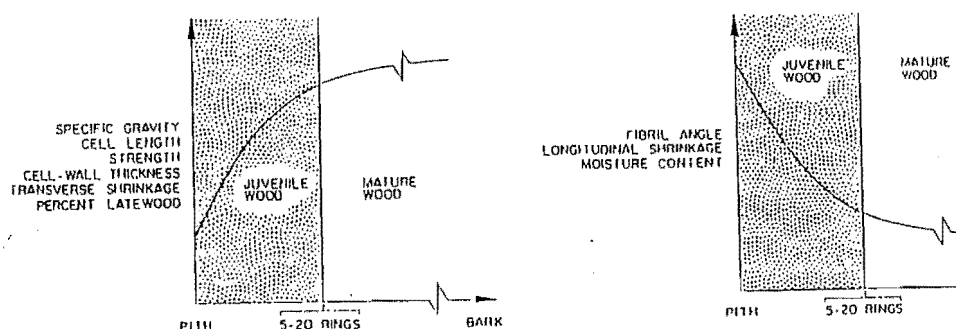 SPECIFIC GRAVITY
CELL LENGTH
STRENGTH
CELL-WALL THICKNESS
TRANSVERSE SHRINKAGE
PERCENT LATEWOOD
JUVENILE
WOOD
MATURE
WOOD
PITH
5-20 RINGS
BARK
FIBRIL ANGLE
LONGITUDINAL SHRINKAGE
MOISTURE CONTENT
JUVENILE
WOOD
MATURE
WOOD
PITH
5-20 RINGS